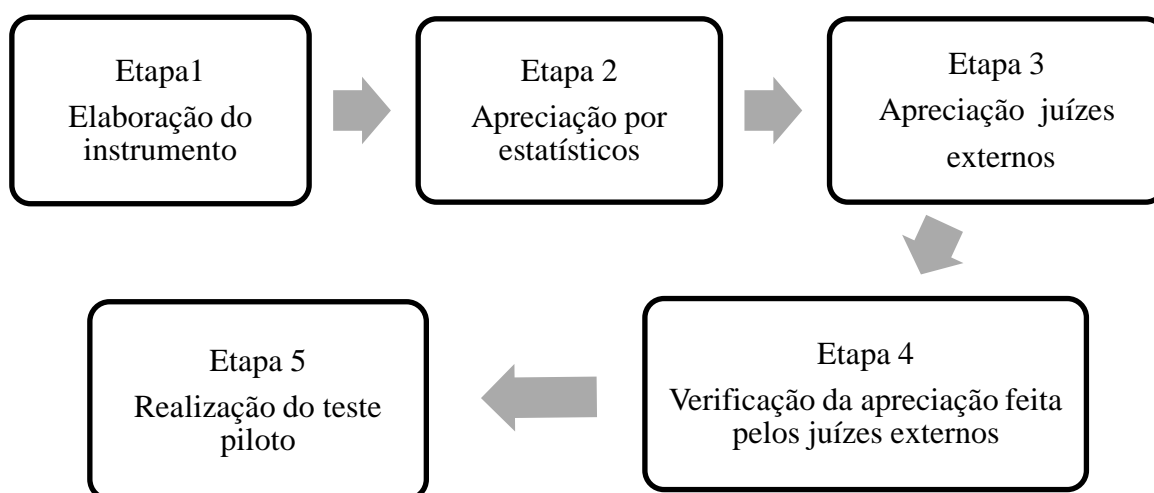 Etapa1
Elaboração do
instrumento
Etapa 2
Apreciação por
estatísticos
Etapa 3
Apreciação juízes
externos
Etapa 4
Verificação da apreciação feita
pelos juízes externos
Etapa 5
Realização do teste
piloto